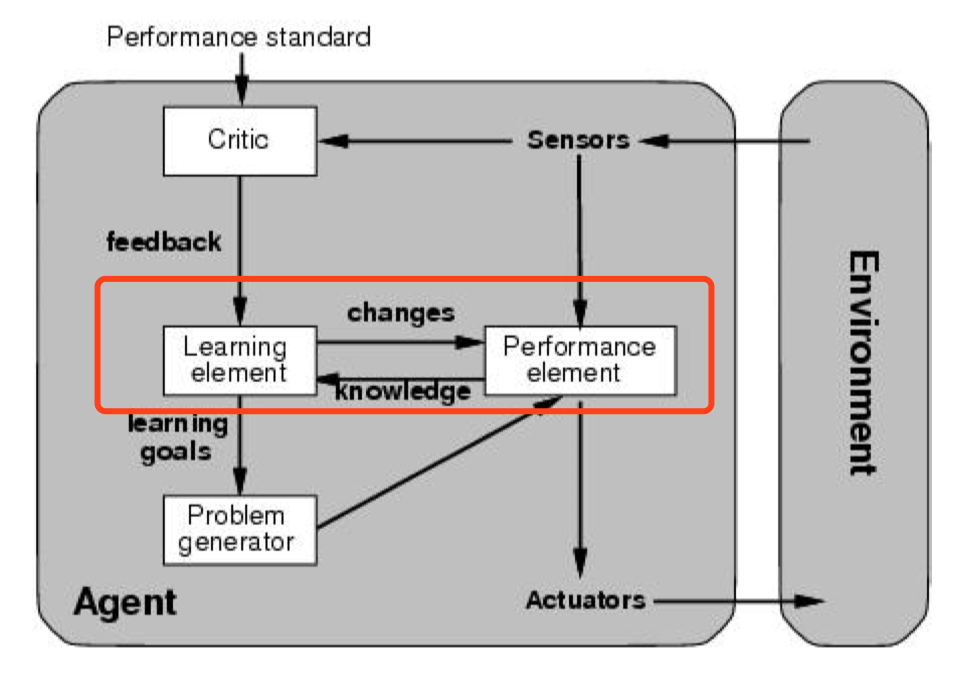 Performance standard
Critic
Sensors
feedback
changes
Learning
element
Performance
element
knowledge
learning
goals
Problem
generator
Agent
Actuators
Environment